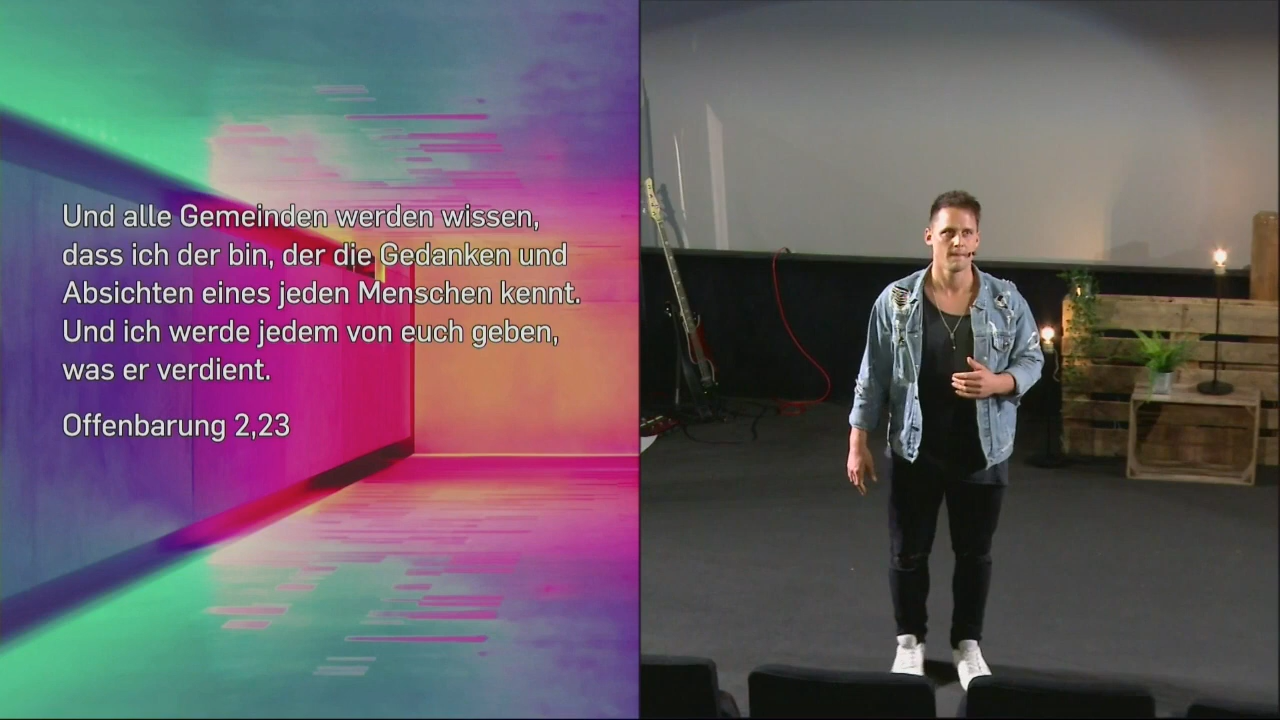 Und alle Gemeinden werden wissen,
dass ich der bin, der die Gedanken und
Absichten eines jeden Menschen kennt.
Und ich werde jedem von euch geben,
was er verdient.
Offenbarung 2,23